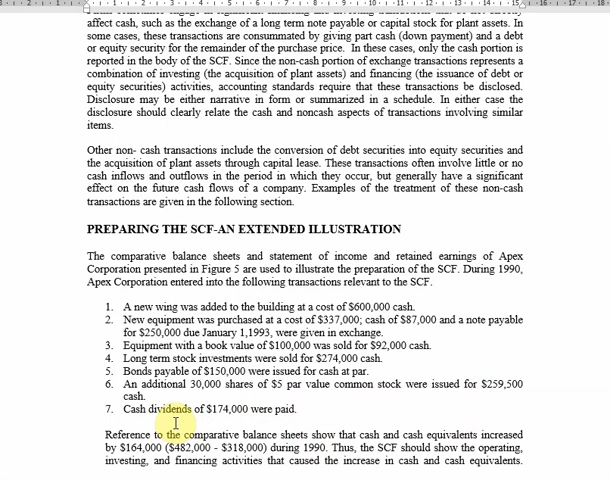 affect cash, such as the exchange of a long term note payable or capital stock for plant assets. In
some cases, these transactions are consummated by giving part cash (down payment) and a debt
or equity security for the remainder of the purchase price. In these cases, only the cash portion is
reported in the body of the SCF. Since the non-cash portion of exchange transactions represents a
combination of investing (the acquisition of plant assets) and financing (the issuance of debt or
equity securities) activities, accounting standards require that these transactions be disclosed.
Disclosure may be either narrative in form or summarized in a schedule. In either case the
disclosure should clearly relate the cash and noncash aspects of transactions involving similar
items.
Other non- cash transactions include the conversion of debt securities into equity securities and
the acquisition of plant assets through capital lease. These transactions often involve little or no
cash inflows and outflows in the period in which they occur, but generally have a significant
effect on the future cash flows of a company. Examples of the treatment of these non-cash
transactions are given in the following section.
PREPARING THE SCF-AN EXTENDED ILLUSTRATION
The comparative balance sheets and statement of income and retained earnings of Apex
Corporation presented in Figure 5 are used to illustrate the preparation of the SCF. During 1990,
Apex Corporation entered into the following transactions relevant to the SCF.
1. A new wing was added to the building at a cost of $600,000 cash.
2. New equipment was purchased at a cost of $337,000; cash of $87,000 and a note payable
for $250,000 due January 1,1993, were given in exchange.
3. Equipment with a book value of $100,000 was sold for $92,000 cash.
4. Long term stock investments were sold for $274,000 cash.
5. Bonds payable of $150,000 were issued for cash at par.
6. An additional 30,000 shares of $5 par value common stock were issued for $259,500
cash.
7. Cash dividends of $174,000 were paid.
Reference to the comparative balance sheets show that cash and cash equivalents increased
by $164,000 ($482,000 - $318,000) during 1990. Thus, the SCF should show the operating,
investing, and financing activities that caused the increase in cash and cash equivalents.